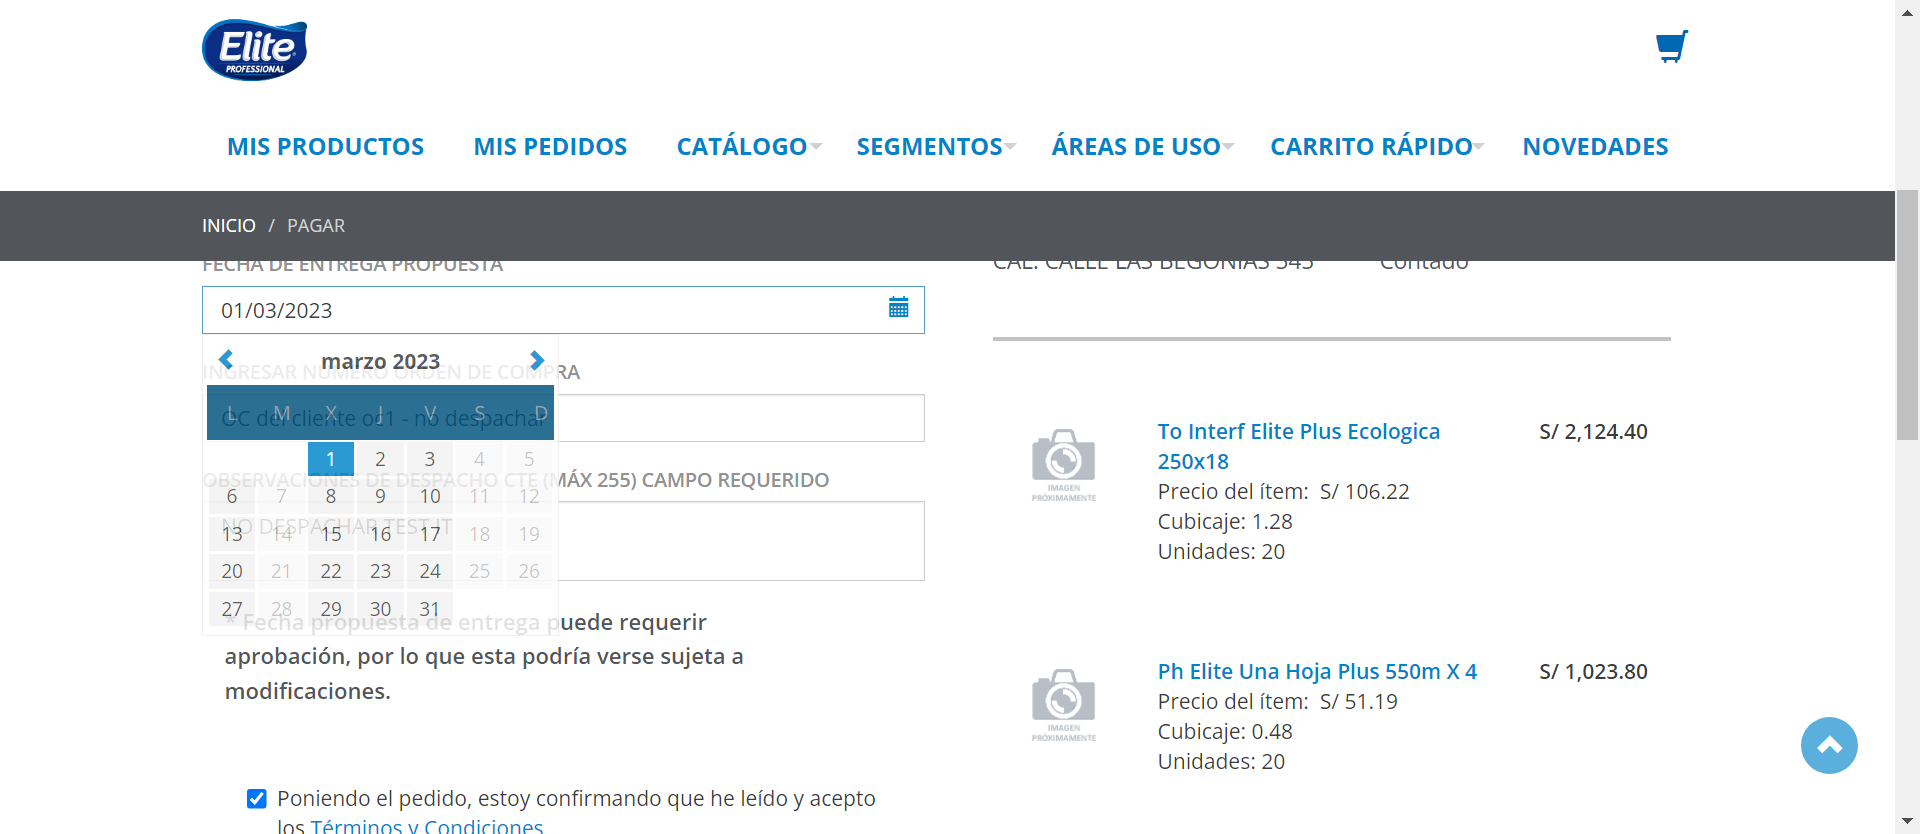 Elite
PROFESSIONAL
MIS PRODUCTOS
MIS PEDIDOS
CATÁLOGO
SEGMENTOS
ÁREAS DE USO
CARRITO RÁPIDO
NOVEDADES
INICIO / PAGAR
FECHA DE ENTREGA PROPUESTA
01/03/2023
marzo 2023
L M X J V S D
1 2 3 4 5
6 7 8 9 10 11 12
13 14 15 16 17 18 19
20 21 22 23 24 25 26
27 28 29 30 31
INGRESAR NÚMERO ORDEN DE COMPRA
OC del cliente oc1 - no despachar
OBSERVACIONES DE DESPACHO CTE (MÁX 255) CAMPO REQUERIDO
NO DESPACHAR TEST IT
* Fecha propuesta de entrega puede requerir
aprobación, por lo que esta podría verse sujeta a
modificaciones.
Poniendo el pedido, estoy confirmando que he leído y acepto
los Términos y Condiciones
CAL. CALLE LAS BEGONIAS 545
Contado
IMAGEN
PRÓXIMAMENTE
To Interf Elite Plus Ecologica
250x18
S/ 2,124.40
Precio del ítem: S/ 106.22
Cubicaje: 1.28
Unidades: 20
IMAGEN
PRÓXIMAMENTE
Ph Elite Una Hoja Plus 550m X 4
S/ 1,023.80
Precio del ítem: S/ 51.19
Cubicaje: 0.48
Unidades: 20